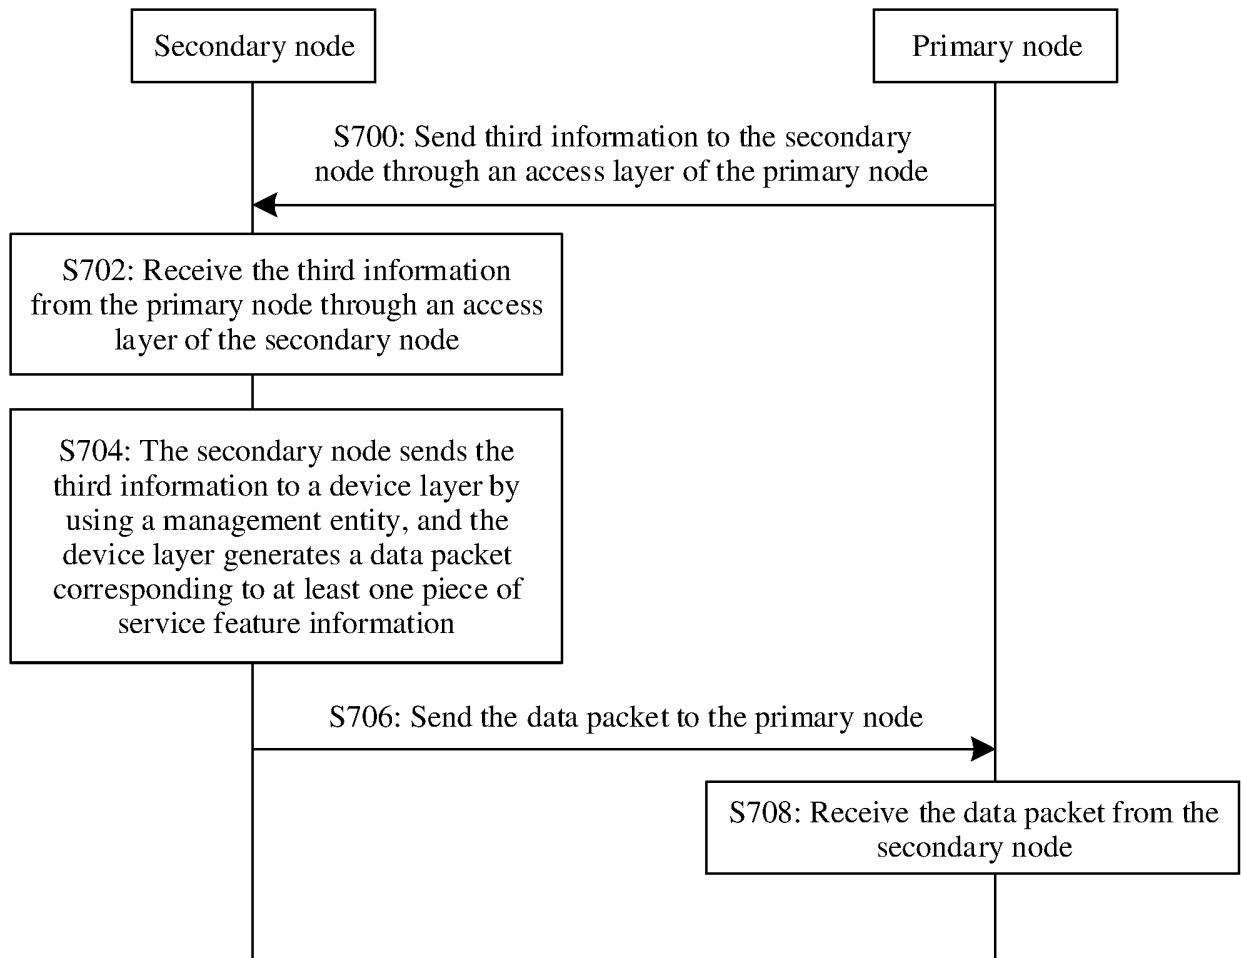 Secondary node
Primary node
S700: Send third information to the secondary
node through an access layer of the primary node
S702: Receive the third information
from the primary node through an access
layer of the secondary node
S704: The secondary node sends the
third information to a device layer by
using a management entity, and the
device layer generates a data packet
corresponding to at least one piece of
service feature information
S706: Send the data packet to the primary node
S708: Receive the data packet from the
secondary node